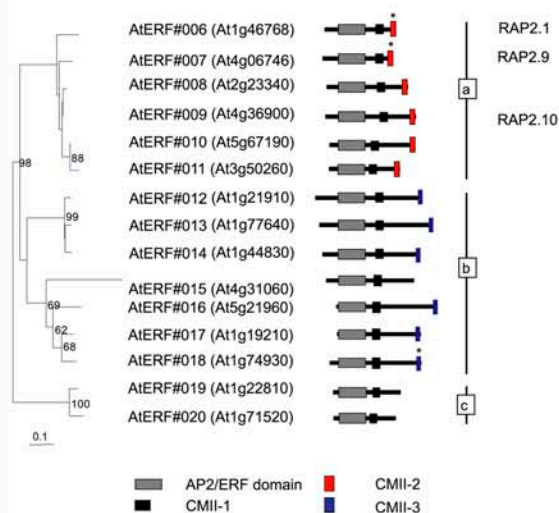 AtERF#006 (At1g46768) * RAP2.1
AtERF#007 (At4g06746) * RAP2.9
AtERF#008 (At2g23340)
a
AtERF#009 (At4g36900) RAP2.10
AtERF#010 (At5g67190)
88
98
AtERF#011 (At3g50260)
AtERF#012 (At1g21910)
99
AtERF#013 (At1g77640)
AtERF#014 (At1g44830)
b
AtERF#015 (At4g31060)
69 AtERF#016 (At5g21960)
62 AtERF#017 (At1g19210)
68 AtERF#018 (At1g74930) *
AtERF#019 (At1g22810)
100 c
AtERF#020 (At1g71520)
0.1
AP2/ERF domain CMII-2
CMII-1 CMII-3